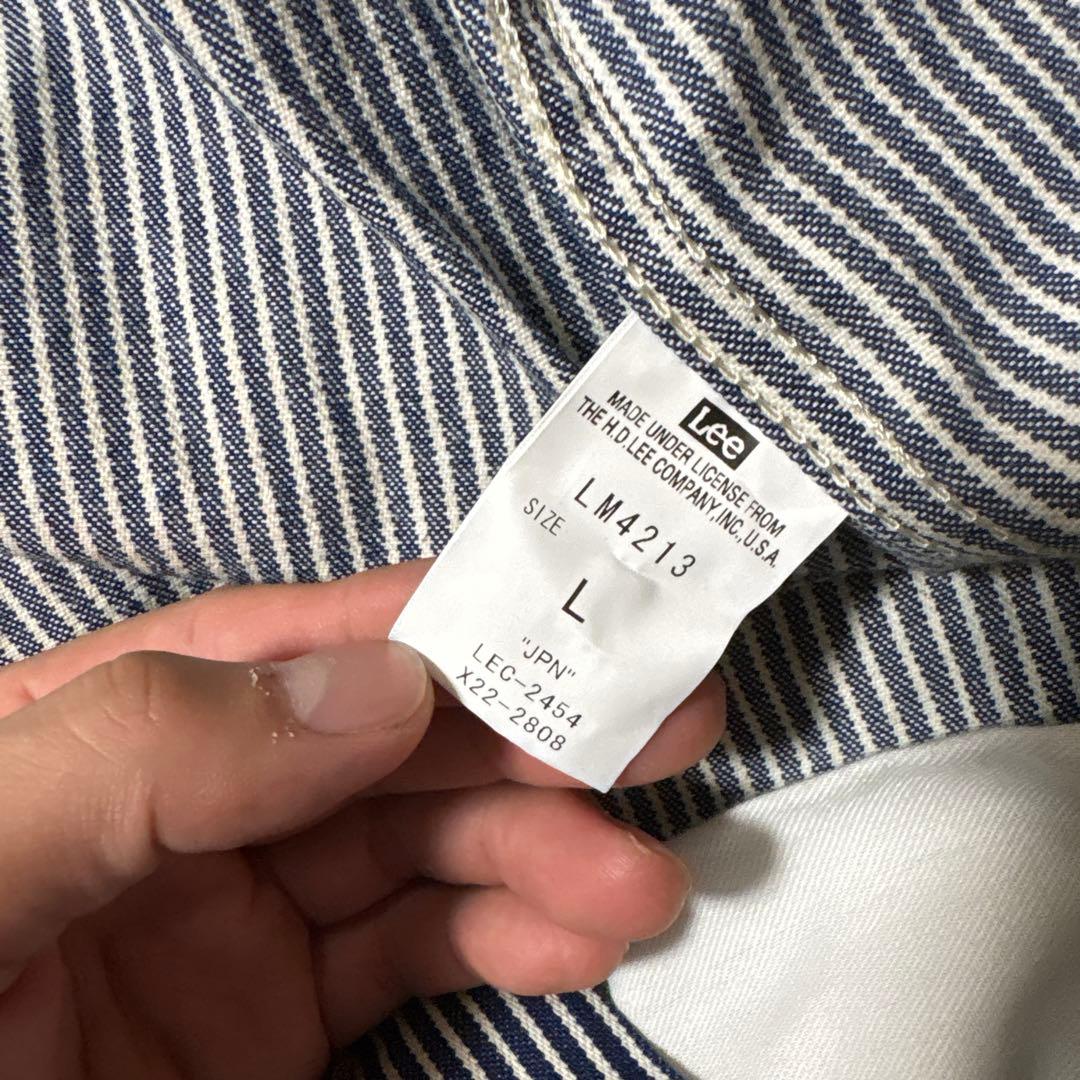 Lee
MADE UNDER LICENSE FROM
THE H.D.LEE COMPANY,INC.,U.S.A.
LM4213
SIZE
L
"JPN"
LEC-2454
X22-2808